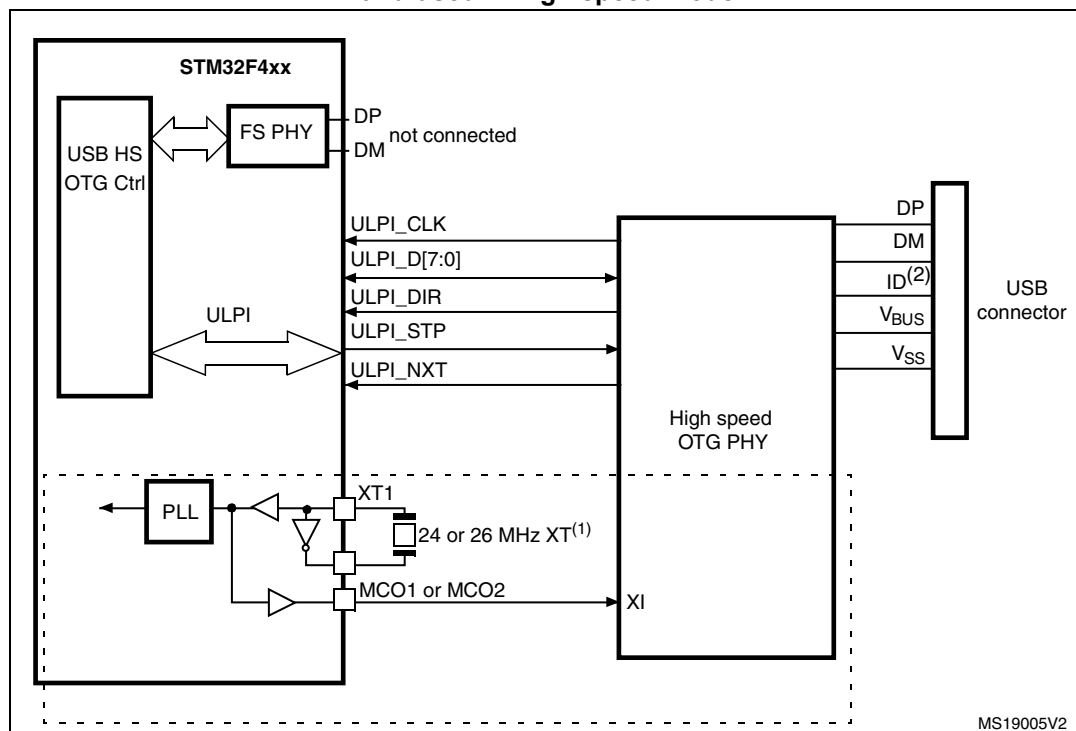 STM32F4xx
USB HS
OTG Ctrl
FS PHY
DP
DM
not connected
ULPI
ULPI_CLK
ULPI_D[7:0]
ULPI_DIR
ULPI_STP
ULPI_NXT
High speed
OTG PHY
DP
DM
ID(2)
VBUS
VSS
USB
connector
PLL
XT1
24 or 26 MHz XT(1)
MCO1 or MCO2
XI
MS19005V2